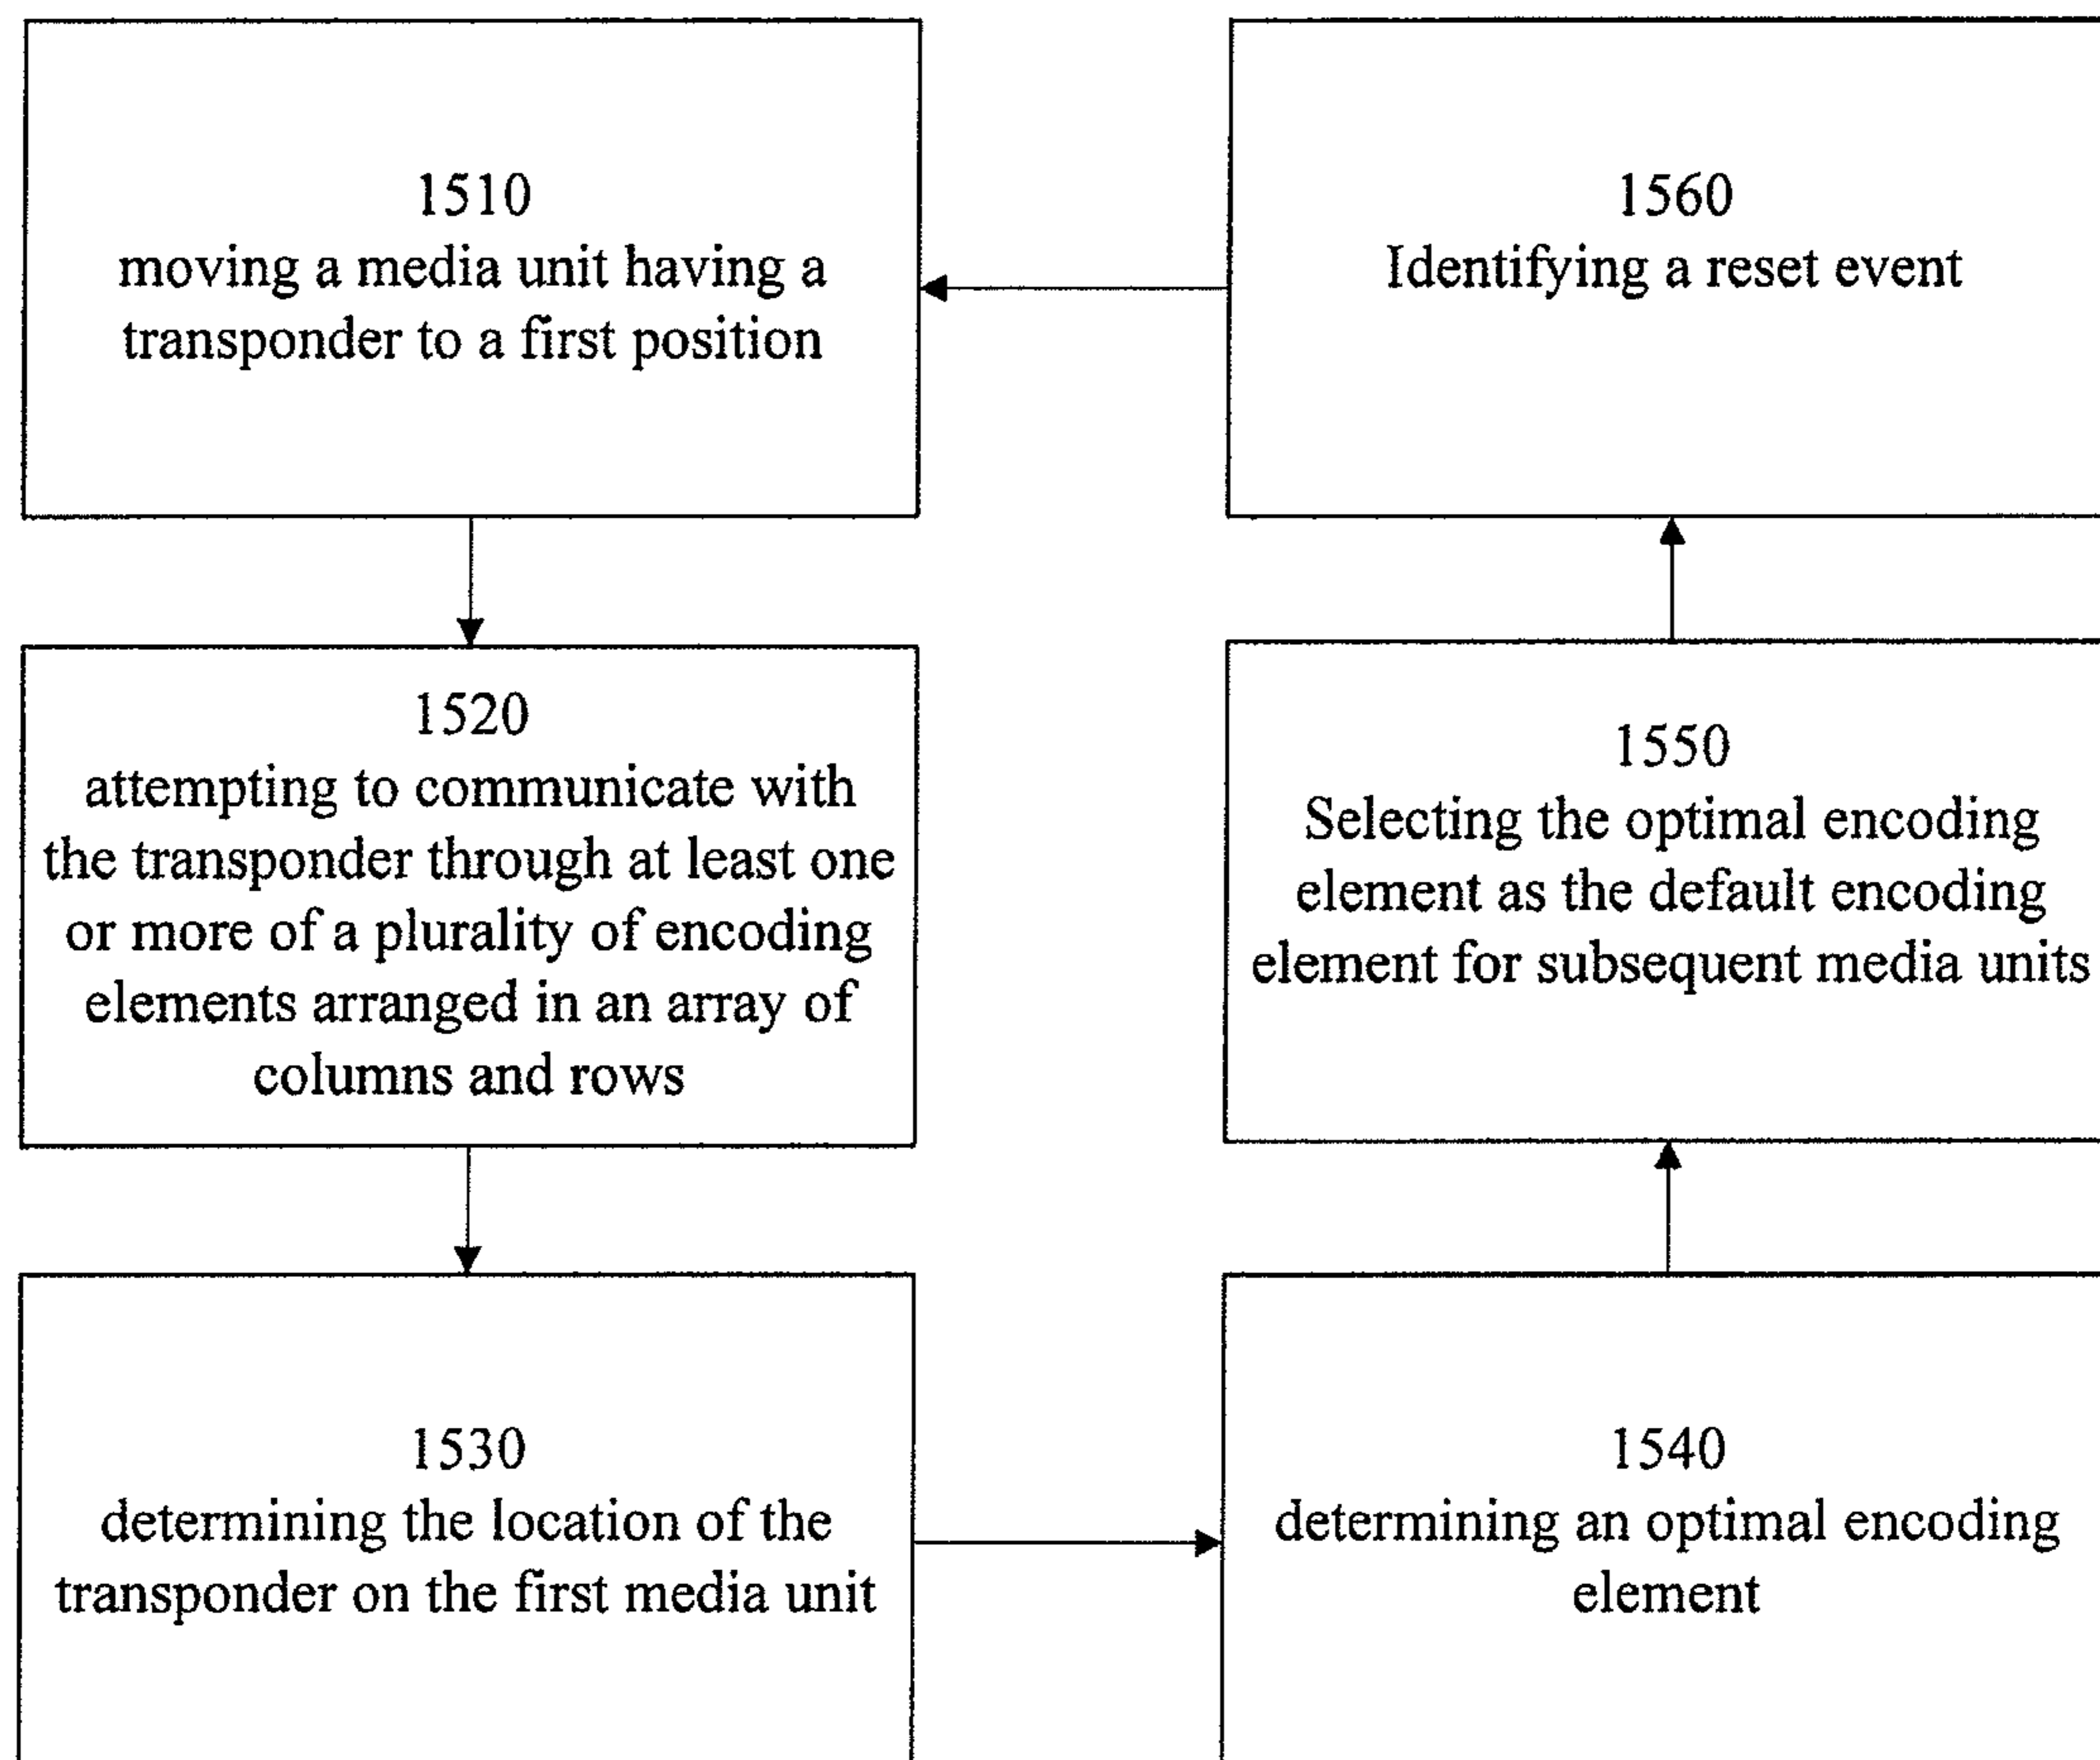 1510
moving a media unit having a
transponder to a first position
1520
attempting to communicate with
the transponder through at least one
or more of a plurality of encoding
elements arranged in an array of
columns and rows
1530
determining the location of the
transponder on the first media unit
1540
determining an optimal encoding
element
1550
Selecting the optimal encoding
element as the default encoding
element for subsequent media units
1560
Identifying a reset event